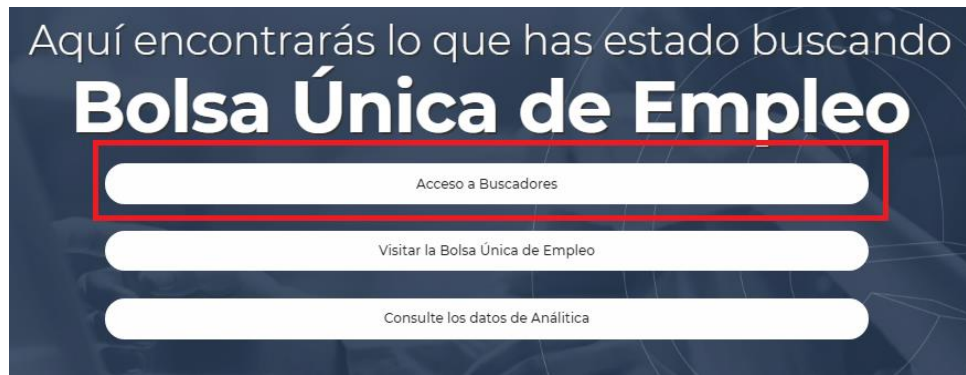 Aquí encontrarás lo que has estado buscando
Bolsa Única de Empleo
Acceso a Buscadores
Visitar la Bolsa Única de Empleo
Consulte los datos de Análitica